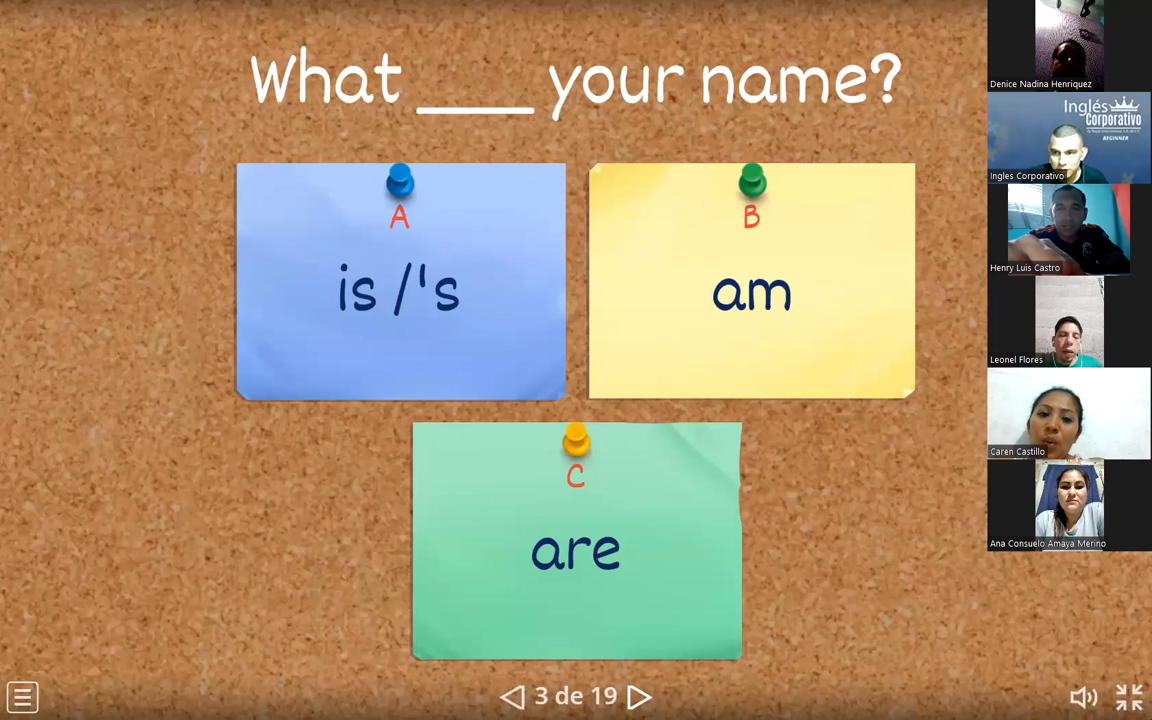 What ____ your name?
A
is /'s
B
am
C
are
3 de 19
Denice Nadina Henriquez
Inglés
Corporativo
BEGINNER
Ingles Corporativo
Henry Luis Castro
Leonel Flores
Caren Castillo
Ana Consuelo Amaya Merino